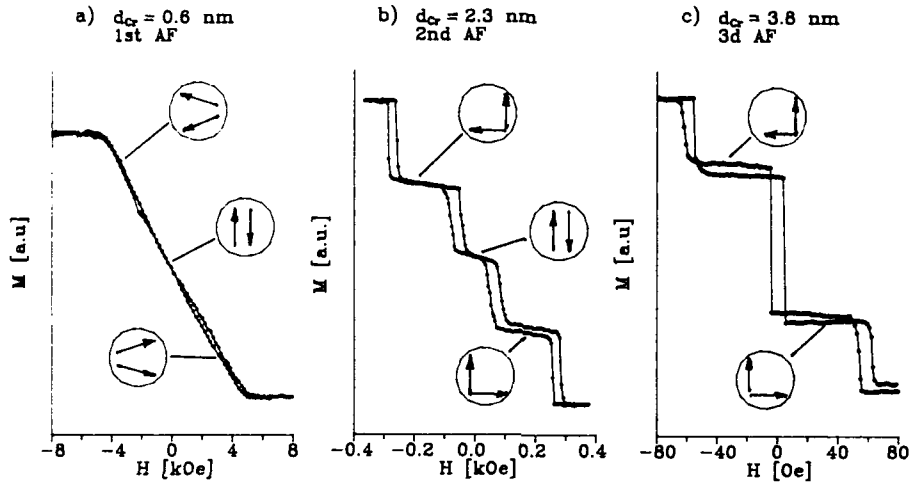 a) d_Cr = 0.6 nm
1st AF
b) d_Cr = 2.3 nm
2nd AF
c) d_Cr = 3.8 nm
3d AF
M [a.u]
-8 -4 0 4 8
H [kOe]
M [a.u.]
-0.4 0.0 0.2 0.4
H [kOe]
M [a.u]
-80 -40 0 40 80
H [Oe]